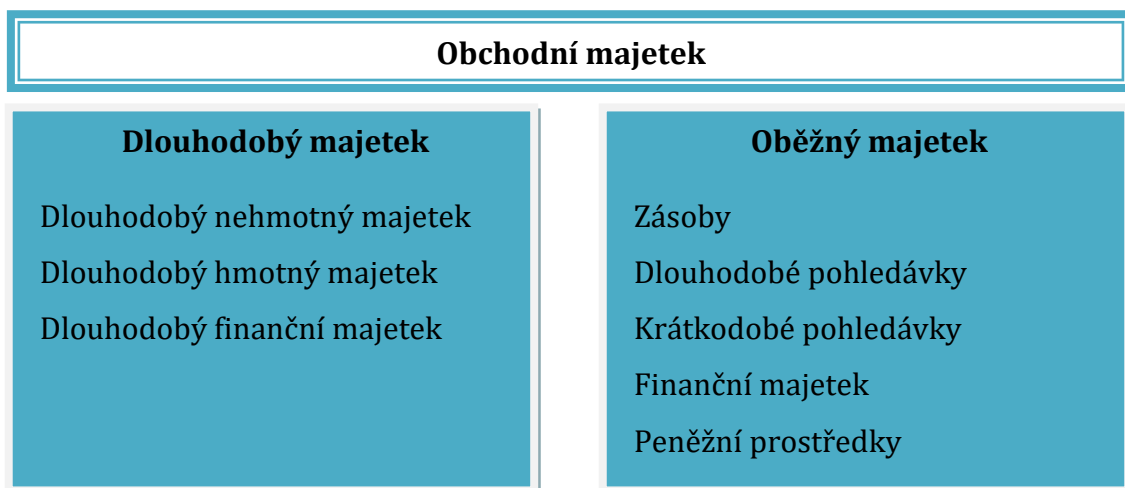 Obchodní majetek
Dlouhodobý majetek
Dlouhodobý nehmotný majetek
Dlouhodobý hmotný majetek
Dlouhodobý finanční majetek
Oběžný majetek
Zásoby
Dlouhodobé pohledávky
Krátkodobé pohledávky
Finanční majetek
Peněžní prostředky